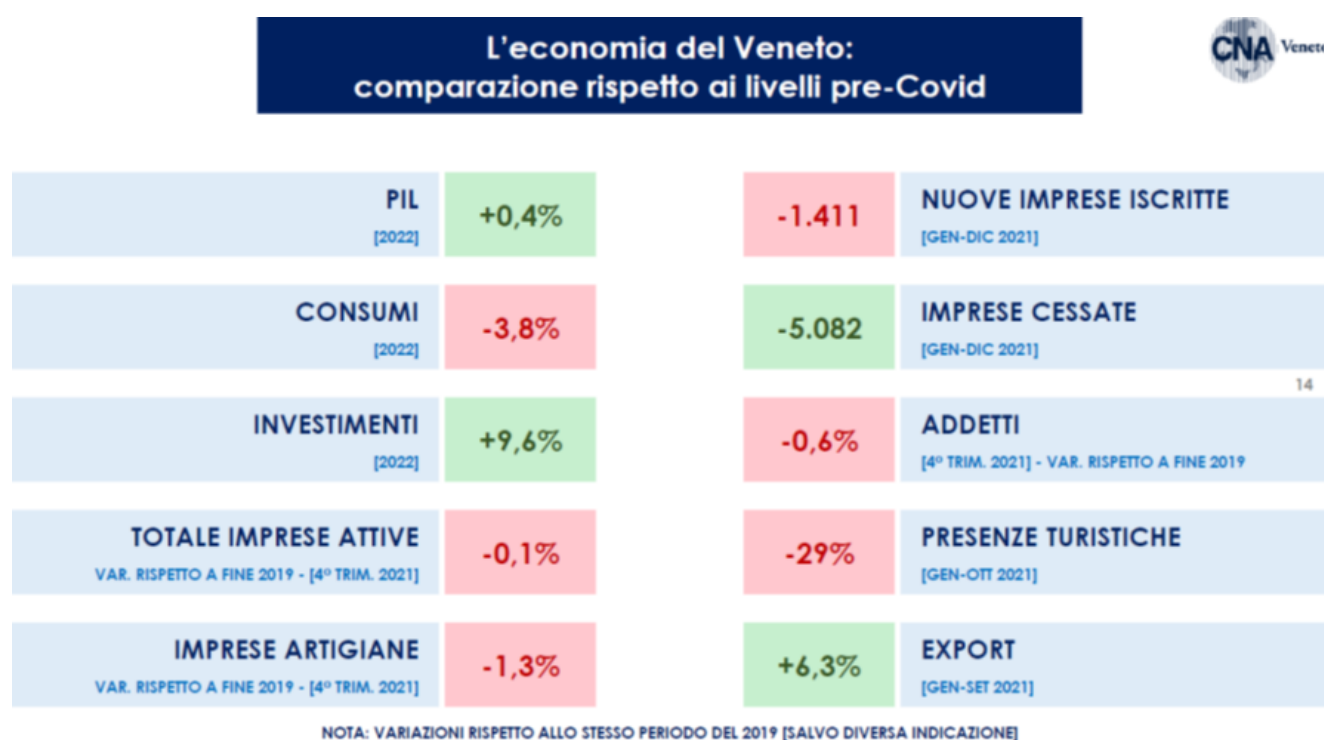 L'economia del Veneto:
comparazione rispetto ai livelli pre-Covid
CNA Veneto
PIL
[2022]
+0,4%
CONSUMI
[2022]
-3,8%
INVESTIMENTI
[2022]
+9,6%
TOTALE IMPRESE ATTIVE
VAR. RISPETTO A FINE 2019 - [4º TRIM. 2021]
-0,1%
IMPRESE ARTIGIANE
VAR. RISPETTO A FINE 2019 - [4º TRIM. 2021]
-1,3%
-1.411
NUOVE IMPRESE ISCRITTE
[GEN-DIC 2021]
-5.082
IMPRESE CESSATE
[GEN-DIC 2021]
14
-0,6%
ADDETTI
[4º TRIM. 2021] - VAR. RISPETTO A FINE 2019
-29%
PRESENZE TURISTICHE
[GEN-OTT 2021]
+6,3%
EXPORT
[GEN-SET 2021]
NOTA: VARIAZIONI RISPETTO ALLO STESSO PERIODO DEL 2019 [SALVO DIVERSA INDICAZIONE]